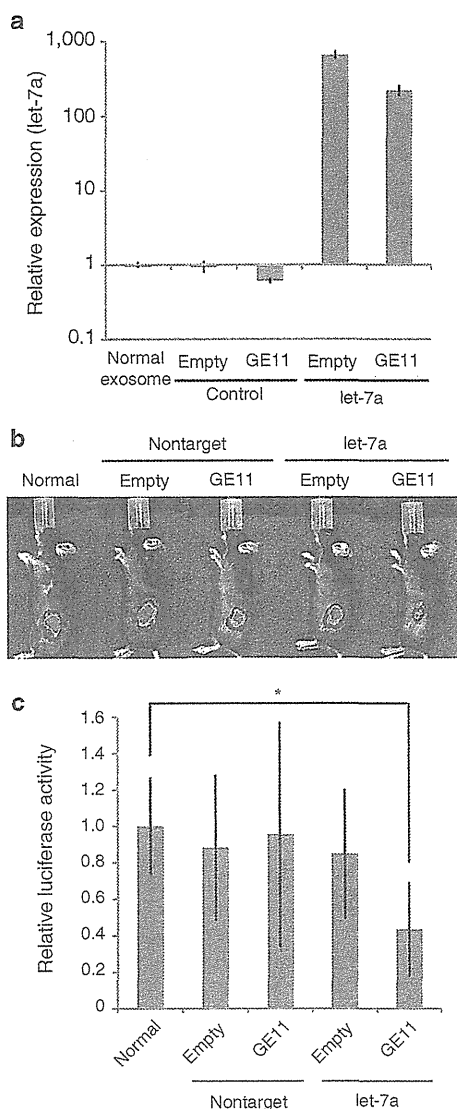 a
Relative expression (let-7a)
1,000
100
10
1
0.1
Normal exosome
Empty
GE11
Empty
GE11
Control
let-7a
b
Nontarget
let-7a
Normal
Empty
GE11
Empty
GE11
c
*
Relative luciferase activity
1.6
1.4
1.2
1.0
0.8
0.6
0.4
0.2
0
Normal
Empty
GE11
Empty
GE11
Nontarget
let-7a